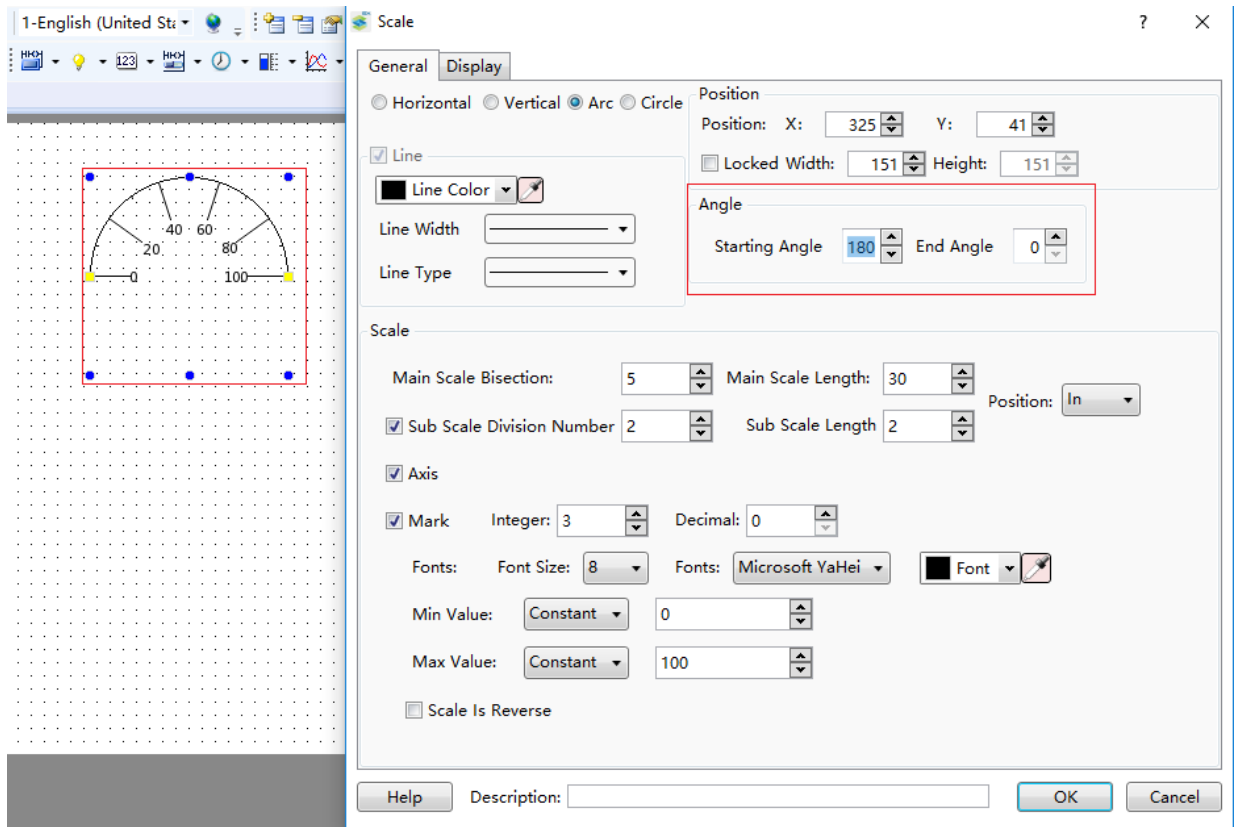 1-English (United Sta
Scale
?
General Display
Horizontal Vertical Arc Circle
Position
Position: X: 325 Y: 41
Line
Locked Width: 151 Height: 151
Line Color
Angle
Line Width
Starting Angle 180 End Angle 0
Line Type
123
40 60
20 80
0 100
Scale
Main Scale Bisection: 5 Main Scale Length: 30
Position: In
Sub Scale Division Number 2 Sub Scale Length 2
Axis
Mark Integer: 3 Decimal: 0
Fonts: Font Size: 8 Fonts: Microsoft YaHei Font
Min Value: Constant 0
Max Value: Constant 100
Scale Is Reverse
Help Description: OK Cancel